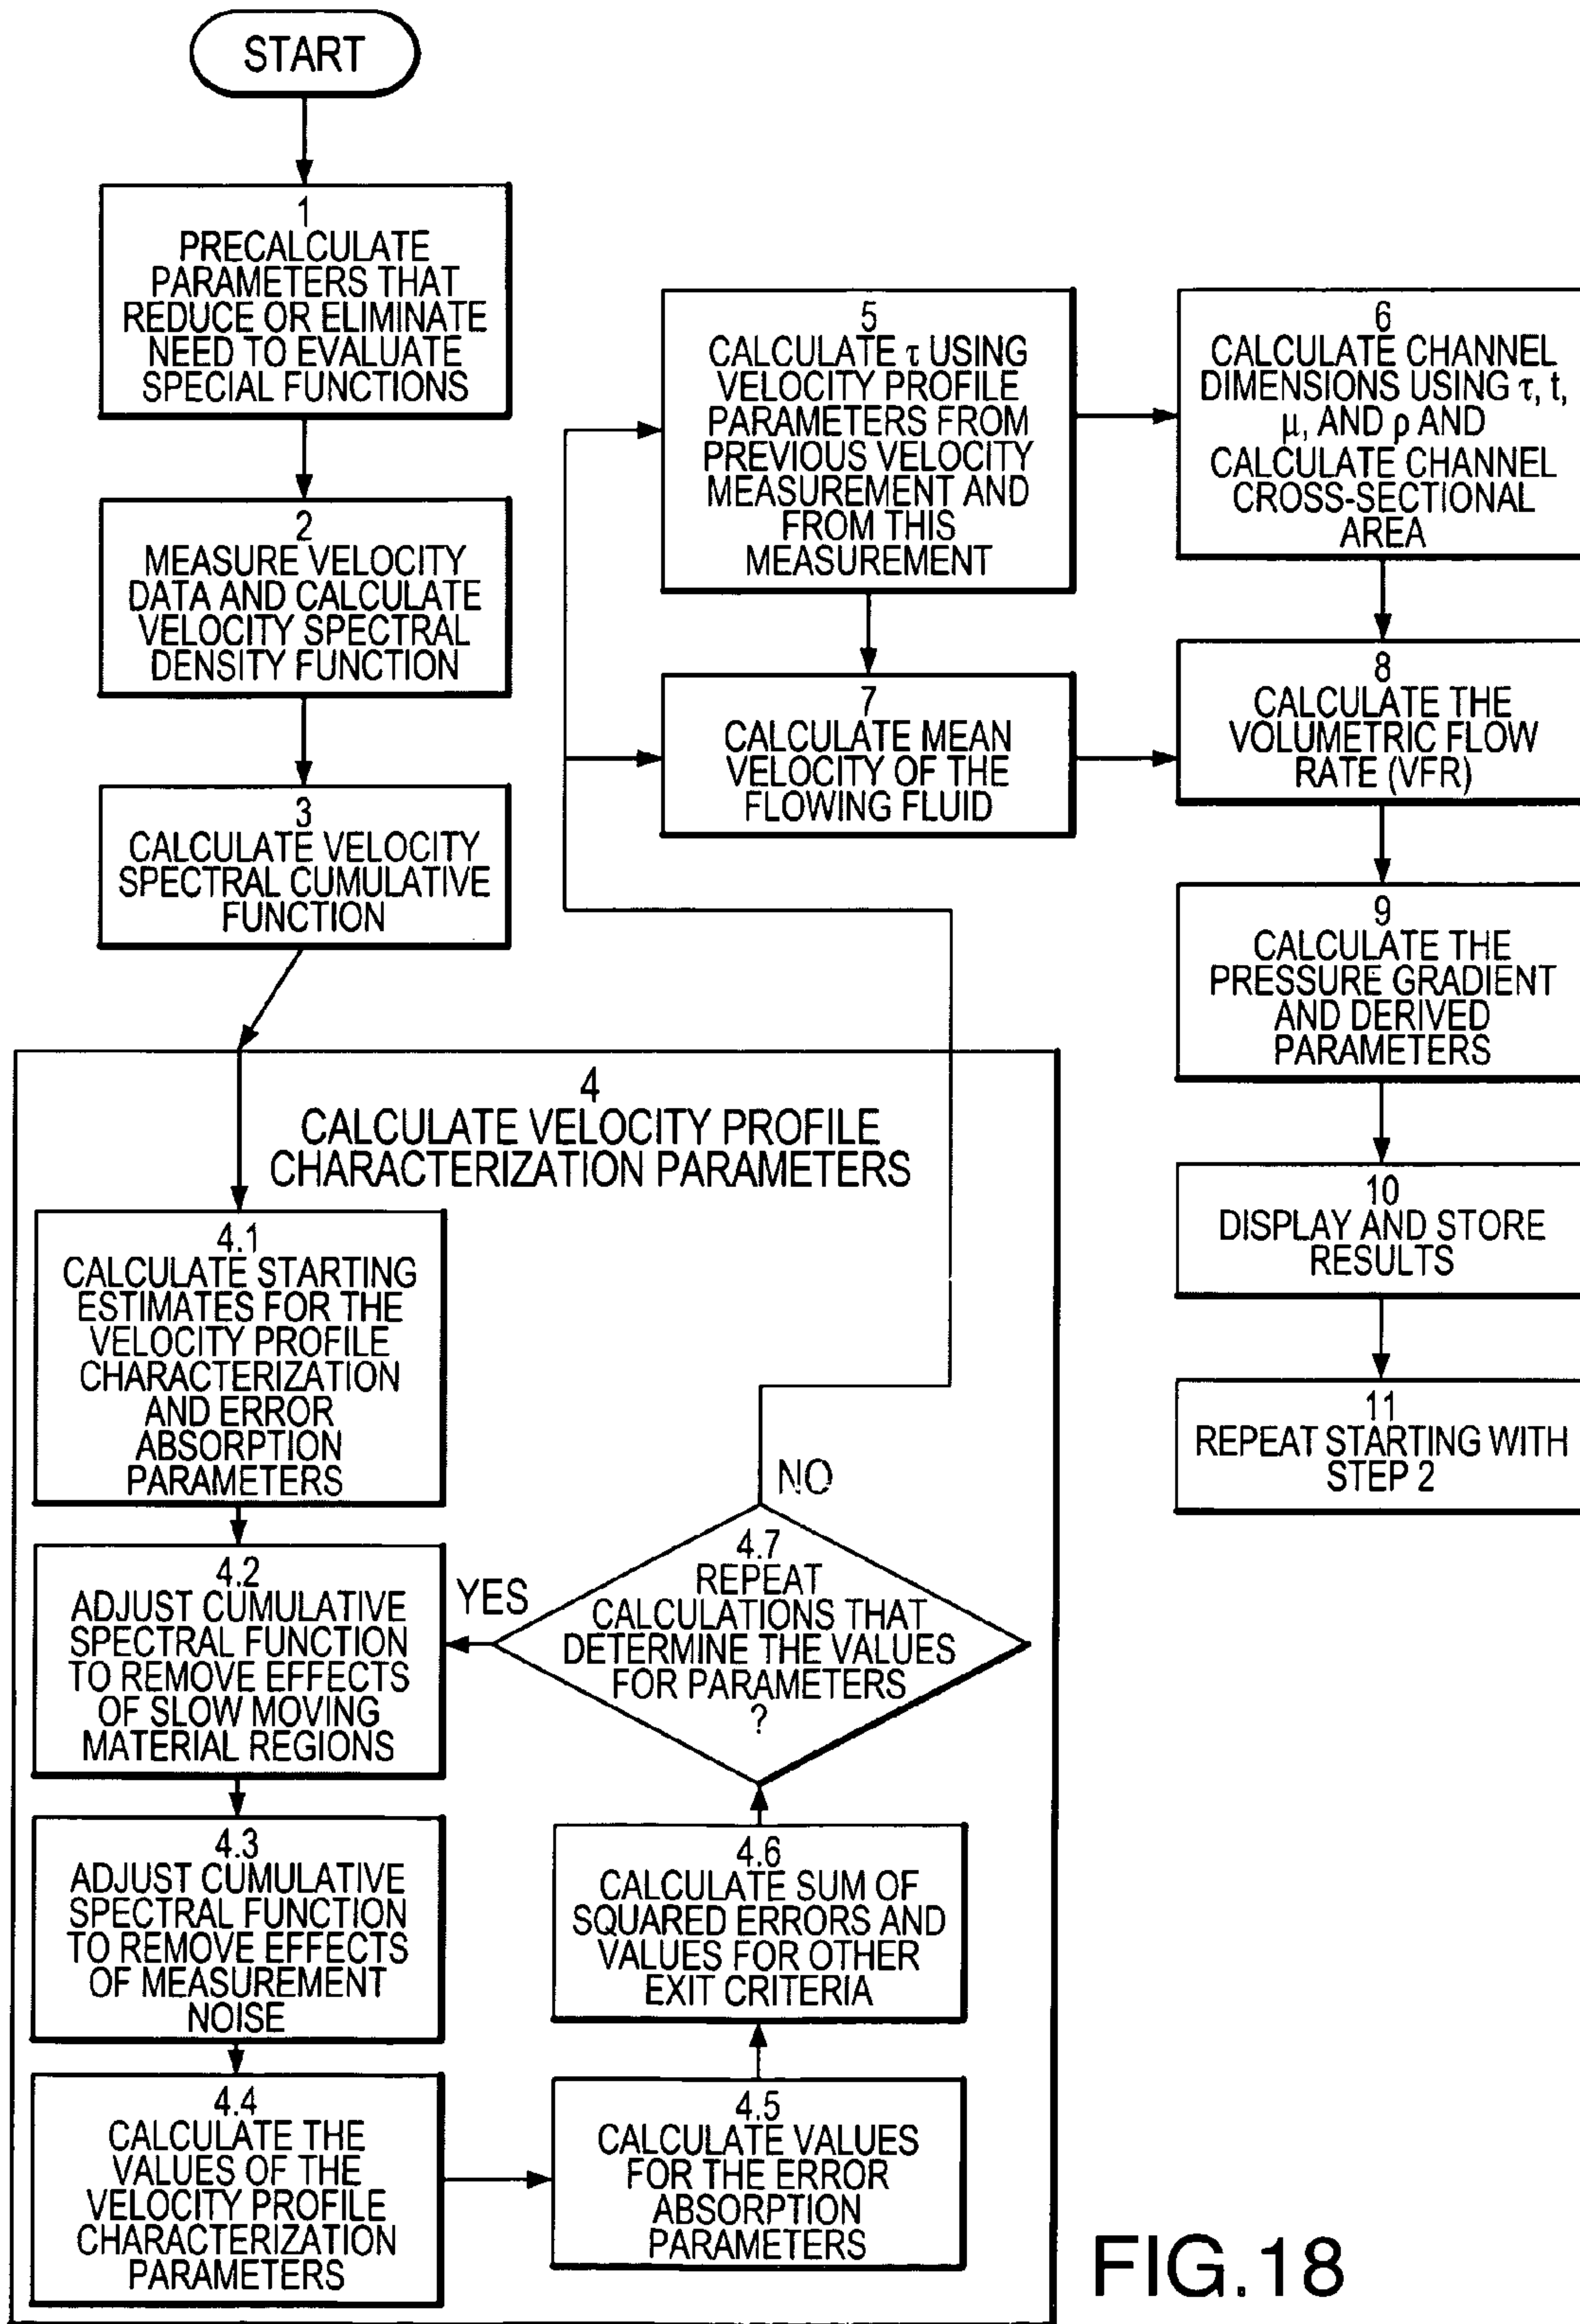 START
1
PRECALCULATE
PARAMETERS THAT
REDUCE OR ELIMINATE
NEED TO EVALUATE
SPECIAL FUNCTIONS
2
MEASURE VELOCITY
DATA AND CALCULATE
VELOCITY SPECTRAL
DENSITY FUNCTION
3
CALCULATE VELOCITY
SPECTRAL CUMULATIVE
FUNCTION
4
CALCULATE VELOCITY PROFILE
CHARACTERIZATION PARAMETERS
4.1
CALCULATE STARTING
ESTIMATES FOR THE
VELOCITY PROFILE
CHARACTERIZATION
AND ERROR
ABSORPTION
PARAMETERS
4.2
ADJUST CUMULATIVE
SPECTRAL FUNCTION
TO REMOVE EFFECTS
OF SLOW MOVING
MATERIAL REGIONS
4.3
ADJUST CUMULATIVE
SPECTRAL FUNCTION
TO REMOVE EFFECTS
OF MEASUREMENT
NOISE
4.4
CALCULATE THE
VALUES OF THE
VELOCITY PROFILE
CHARACTERIZATION
PARAMETERS
4.5
CALCULATE VALUES
FOR THE ERROR
ABSORPTION
PARAMETERS
4.6
CALCULATE SUM OF
SQUARED ERRORS AND
VALUES FOR OTHER
EXIT CRITERIA
4.7
REPEAT
CALCULATIONS THAT
DETERMINE THE VALUES
FOR PARAMETERS
?
YES
NO
5
CALCULATE τ USING
VELOCITY PROFILE
PARAMETERS FROM
PREVIOUS VELOCITY
MEASUREMENT AND
FROM THIS
MEASUREMENT
6
CALCULATE CHANNEL
DIMENSIONS USING τ, t,
μ, AND ρ AND
CALCULATE CHANNEL
CROSS-SECTIONAL
AREA
7
CALCULATE MEAN
VELOCITY OF THE
FLOWING FLUID
8
CALCULATE THE
VOLUMETRIC FLOW
RATE (VFR)
9
CALCULATE THE
PRESSURE GRADIENT
AND DERIVED
PARAMETERS
10
DISPLAY AND STORE
RESULTS
11
REPEAT STARTING WITH
STEP 2
FIG.18